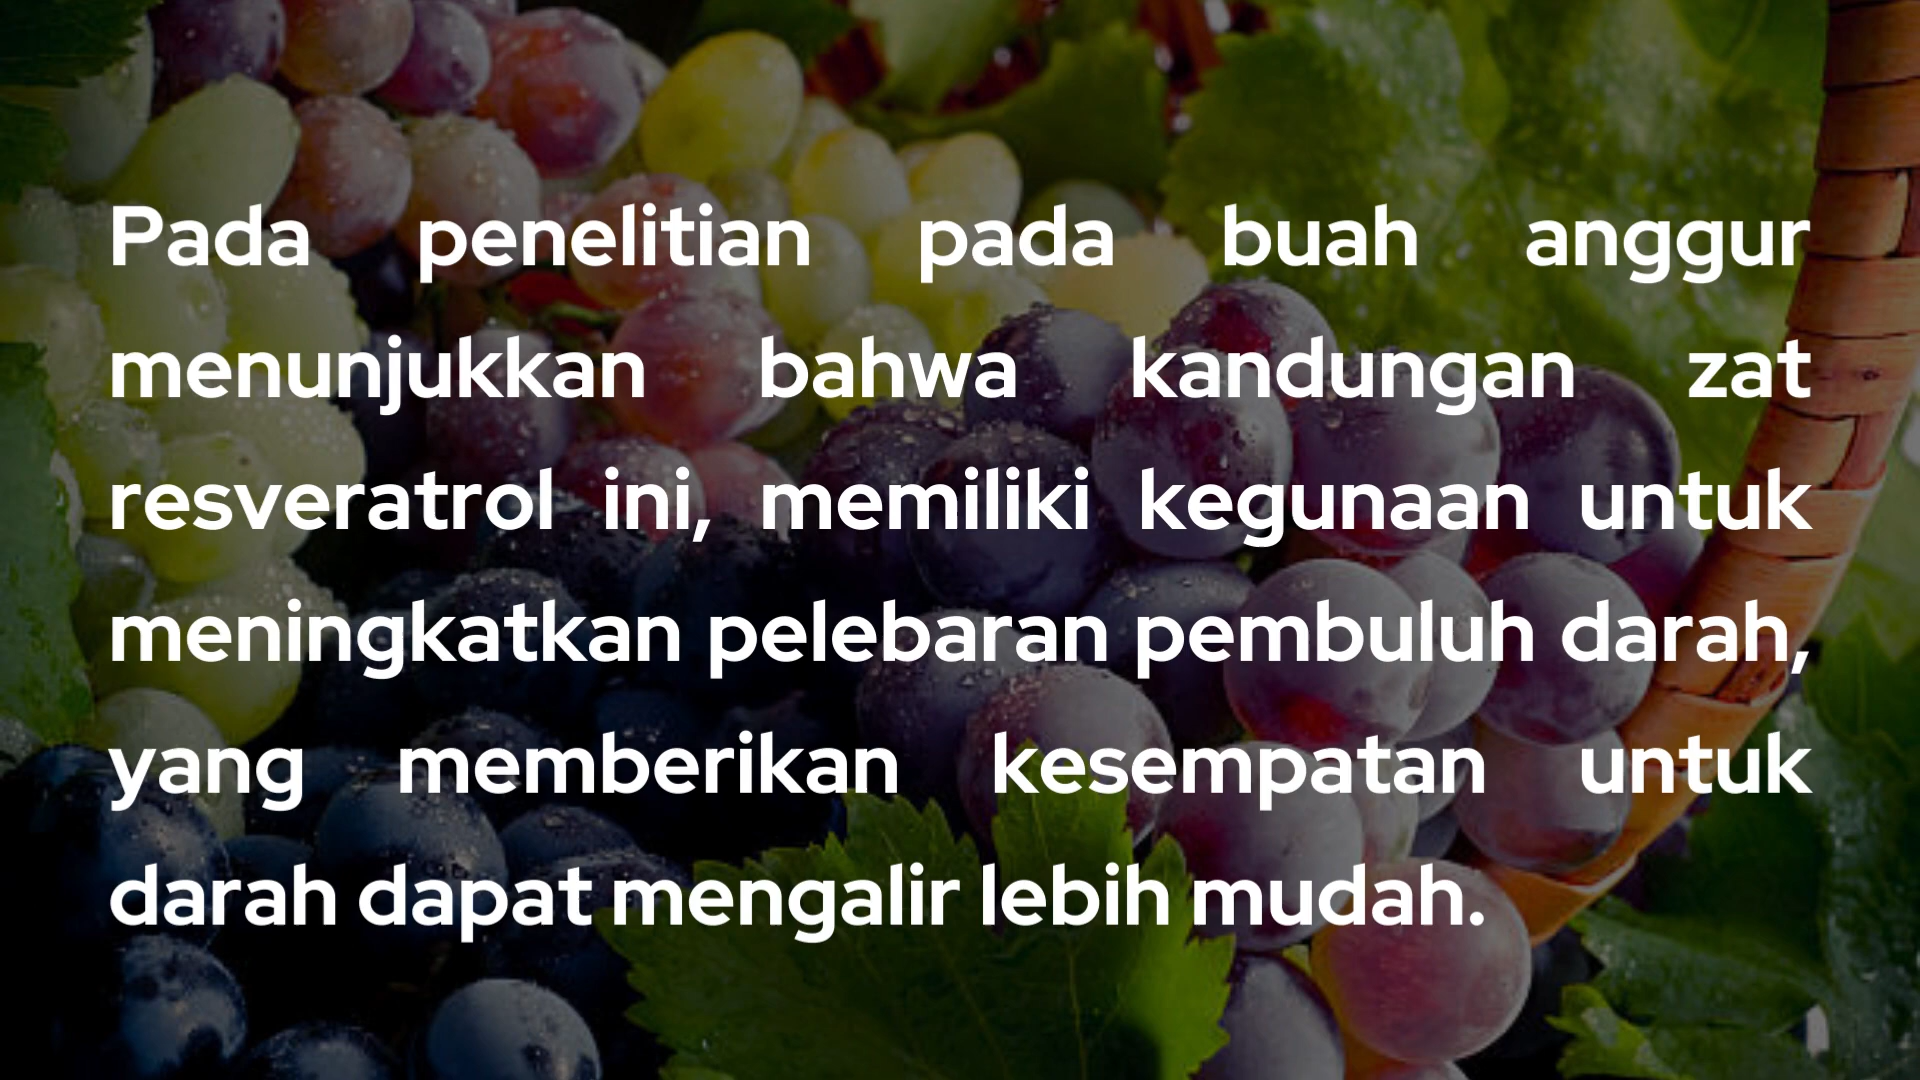 Pada penelitian pada buah anggur
menunjukkan bahwa kandungan zat
resveratrol ini, memiliki kegunaan untuk
meningkatkan pelebaran pembuluh darah,
yang memberikan kesempatan untuk
darah dapat mengalir lebih mudah.